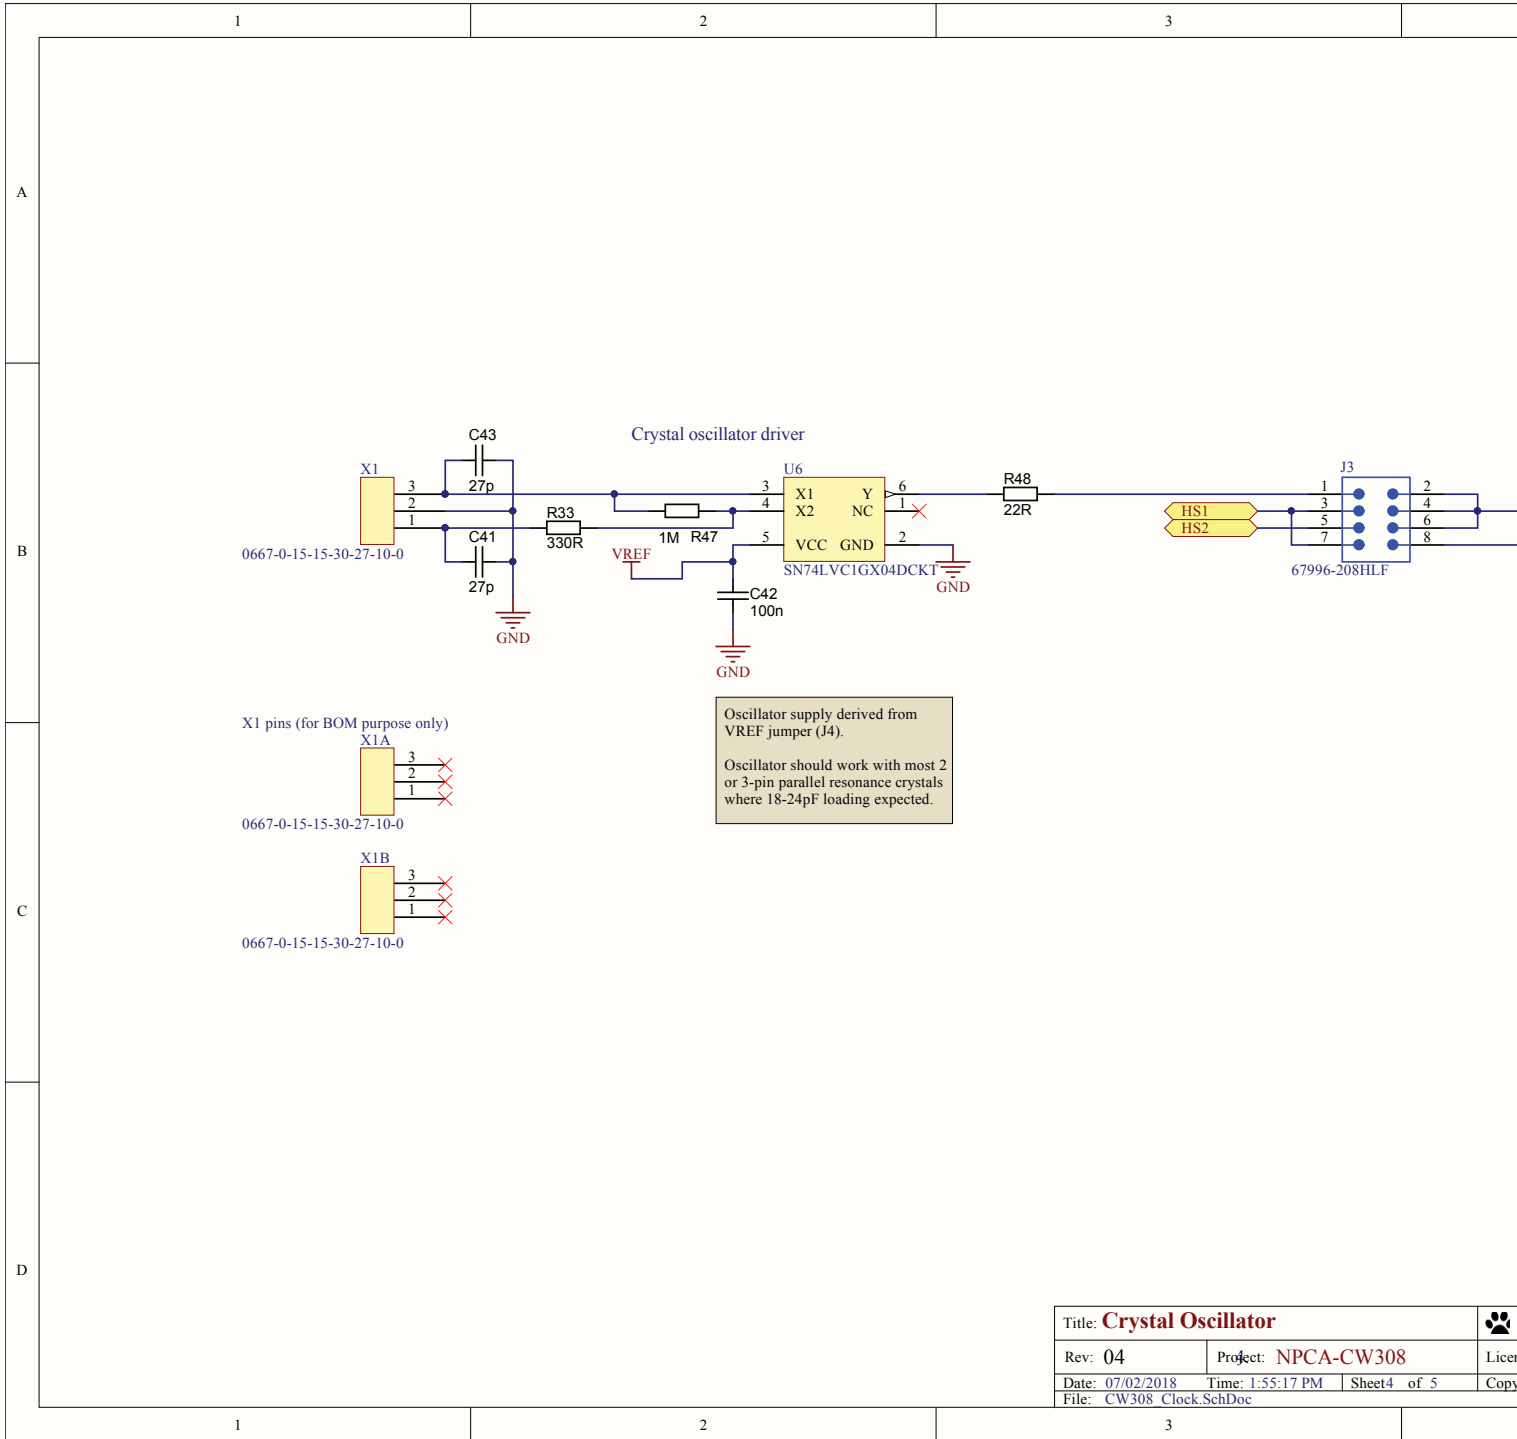 1 2 3
A
Crystal oscillator driver
C43
27p
X1
3
2
1
0667-0-15-15-30-27-10-0
C41
27p
GND
R33
330R
1M R47
VREF
U6
3 X1 Y 6
4 X2 NC 1
5 VCC GND 2
SN74LVC1GX04DCKT
GND
C42
100n
GND
R48
22R
HS1
HS2
J3
1 2
3 4
5 6
7 8
67996-208HLF
B
Oscillator supply derived from
VREF jumper (J4).
Oscillator should work with most 2
or 3-pin parallel resonance crystals
where 18-24pF loading expected.
X1 pins (for BOM purpose only)
X1A
3
2
1
0667-0-15-15-30-27-10-0
X1B
3
2
1
0667-0-15-15-30-27-10-0
C
D
Title: Crystal Oscillator
Rev: 04 Project: NPCA-CW308
Date: 07/02/2018 Time: 1:55:17 PM Sheet4 of 5
File: CW308_Clock.SchDoc
Licen
Copy
1 2 3